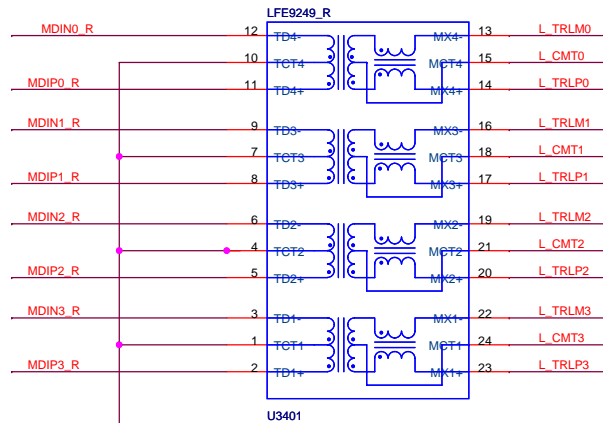 LFE9249_R
MDIN0_R 12 TD4- MX4- 13 L_TRLM0
10 TCT4 MCT4 15 L_CMT0
MDIP0_R 11 TD4+ MX4+ 14 L_TRLP0
MDIN1_R 9 TD3- MX3- 16 L_TRLM1
7 TCT3 MCT3 18 L_CMT1
MDIP1_R 8 TD3+ MX3+ 17 L_TRLP1
MDIN2_R 6 TD2- MX2- 19 L_TRLM2
4 TCT2 MCT2 21 L_CMT2
MDIP2_R 5 TD2+ MX2+ 20 L_TRLP2
MDIN3_R 3 TD1- MX1- 22 L_TRLM3
1 TCT1 MCT1 24 L_CMT3
MDIP3_R 2 TD1+ MX1+ 23 L_TRLP3
U3401